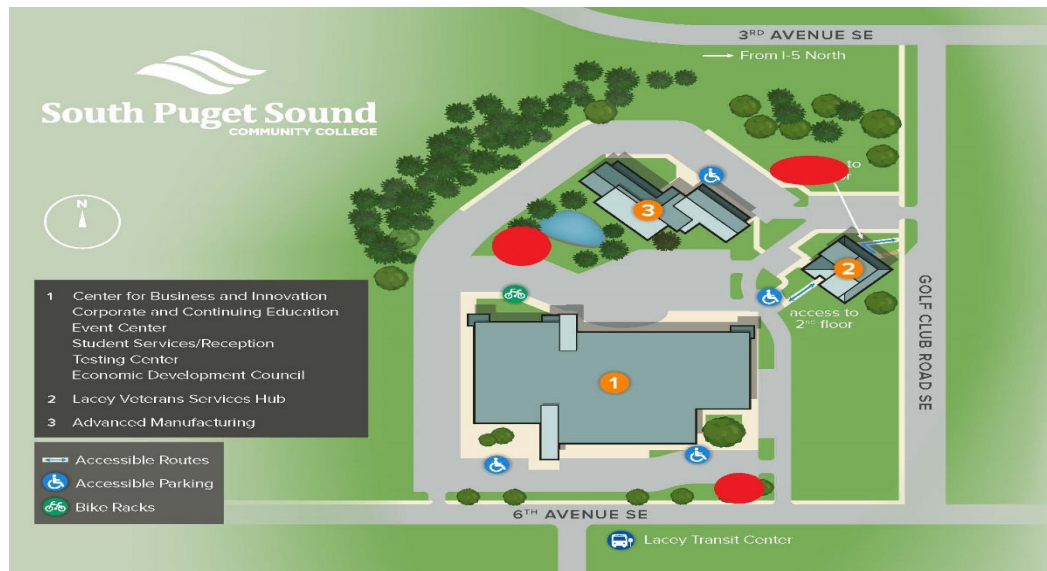 3RD AVENUE SE
From I-5 North
South Puget Sound
COMMUNITY COLLEGE
N
to
3
2
GOLF CLUB ROAD SE
access to
2ND floor
1
1 Center for Business and Innovation
Corporate and Continuing Education
Event Center
Student Services/Reception
Testing Center
Economic Development Council
2 Lacey Veterans Services Hub
3 Advanced Manufacturing
Accessible Routes
Accessible Parking
Bike Racks
6TH AVENUE SE
Lacey Transit Center